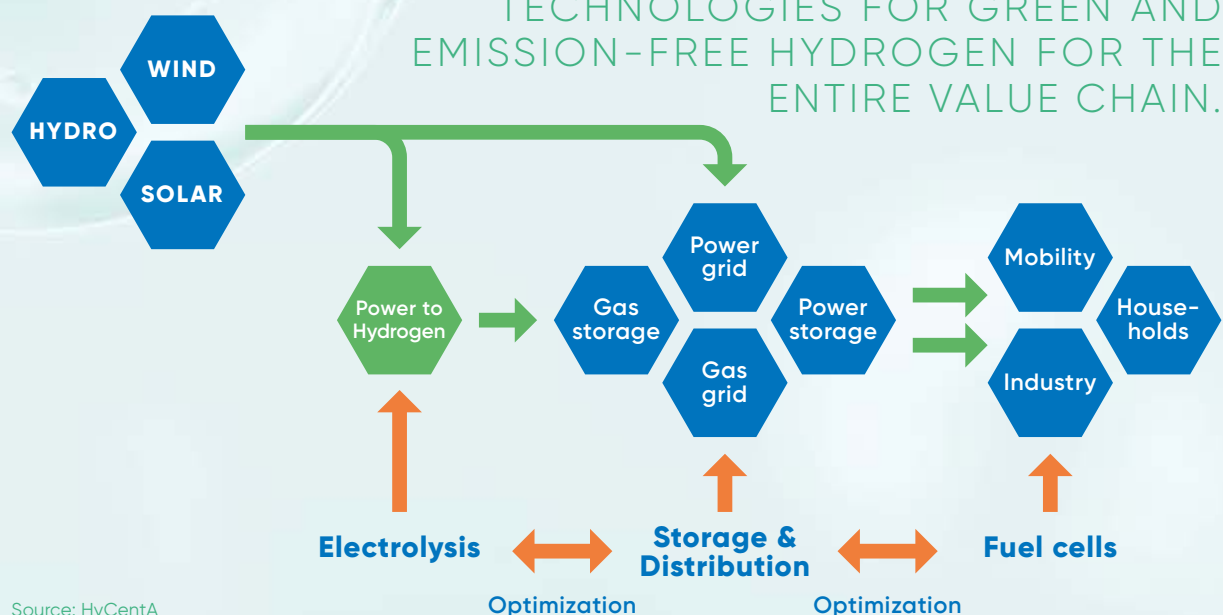 TECHNOLOGIES FOR GREEN AND
EMISSION-FREE HYDROGEN FOR THE
ENTIRE VALUE CHAIN.
WIND
HYDRO
SOLAR
Power to
Hydrogen
Gas
storage
Power
grid
Gas
grid
Power
storage
Mobility
House-
holds
Industry
Electrolysis
Storage &
Distribution
Fuel cells
Optimization
Optimization
Source: HyCentA